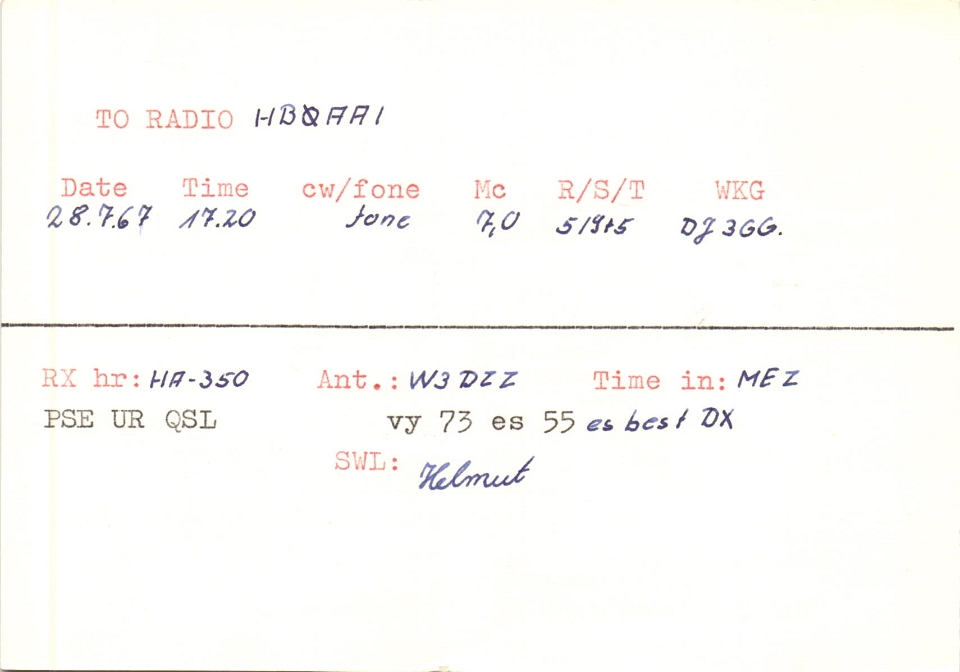 TO RADIO HBØAAI
Date Time cw/fone Mc R/S/T WKG
28.7.67 17.20 fone 7,0 5/9+5 DJ3GG.
RX hr: HA-350 Ant.: W3DZZ Time in: MEZ
PSE UR QSL vy 73 es 55 es best DX
SWL: Helmut